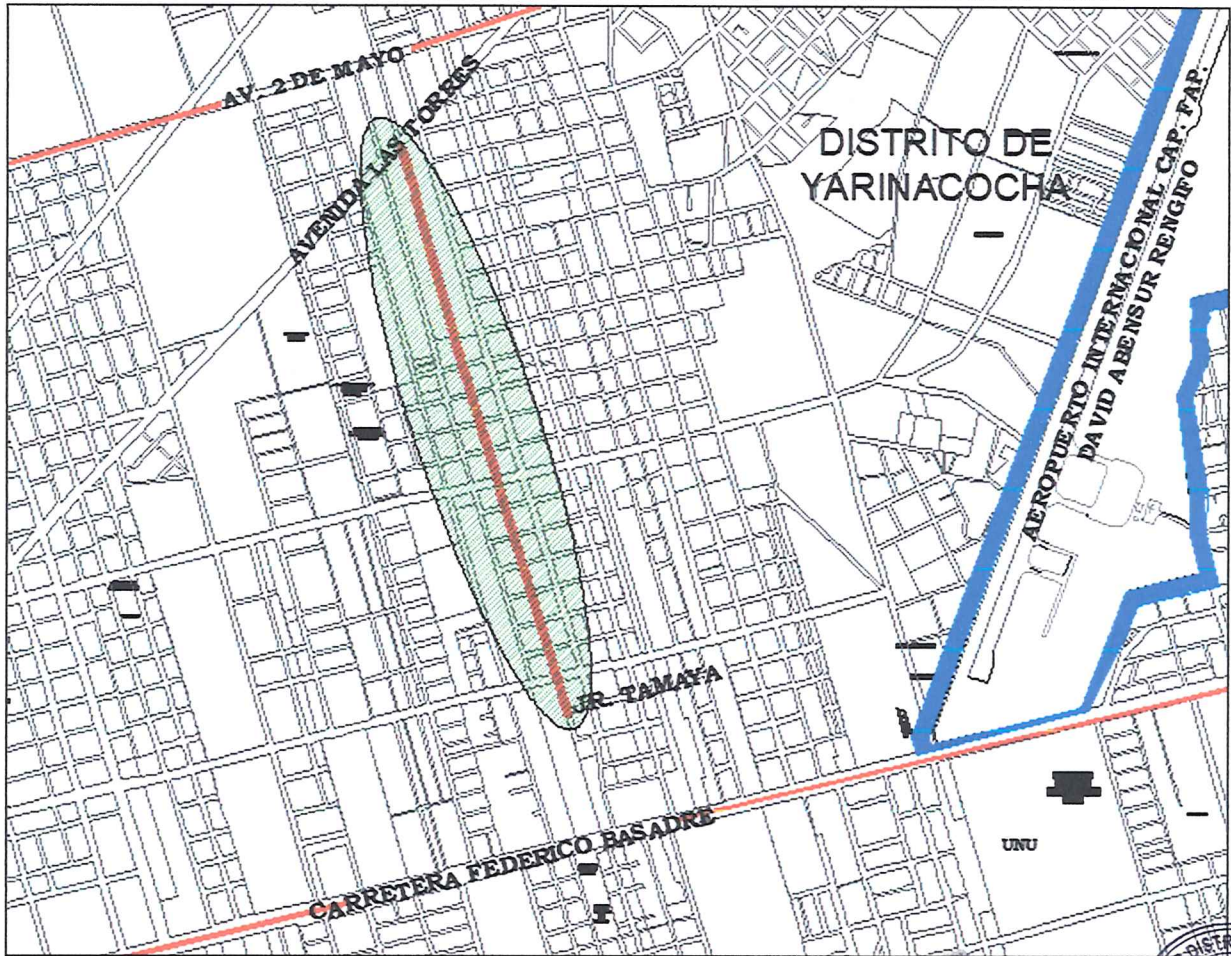 AV. 2 DE MAYO
AVENIDA LAS TORRES
DISTRITO DE
YARINACOCHA
AEROPUERTO INTERNACIONAL CAP. FAP.
DAVID ABENSUR RENGIFO
JR. TAMAYA
CARRETERA FEDERICO BASADRE
UNU